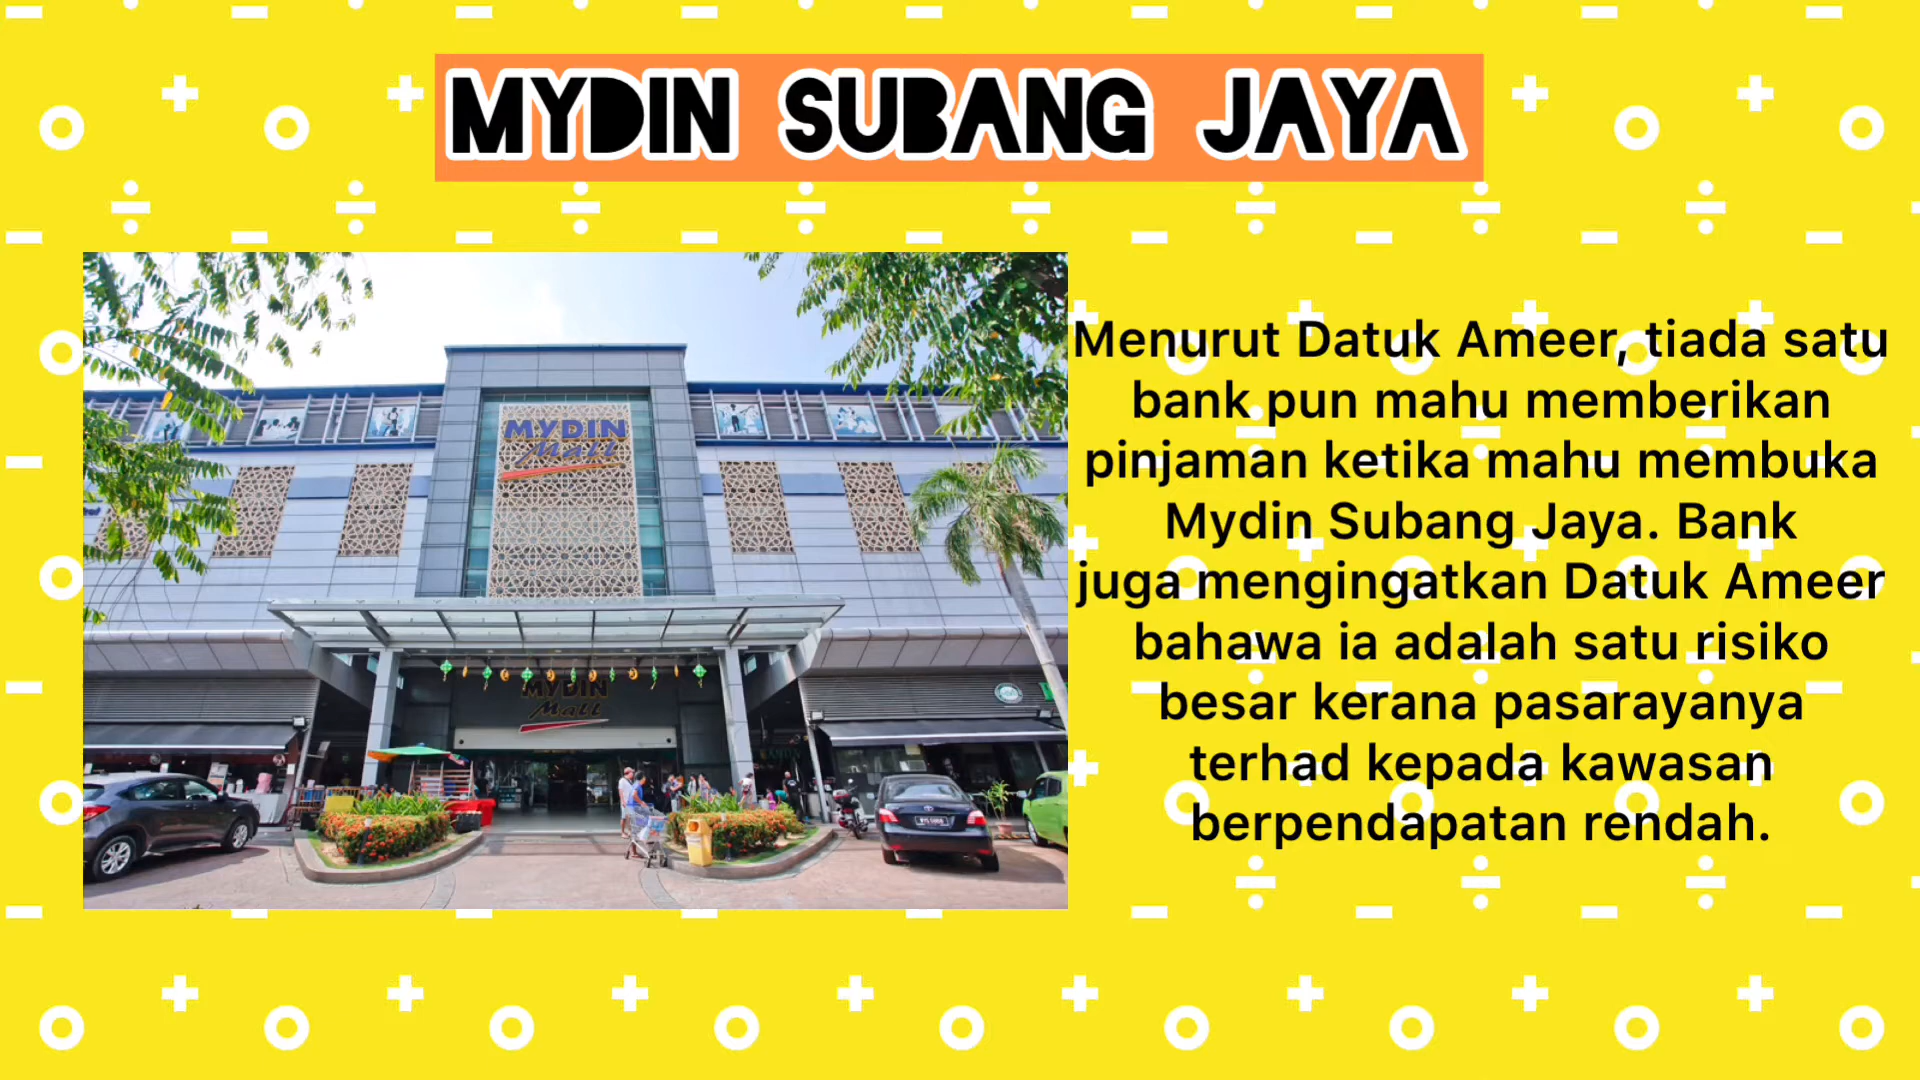 MYDIN SUBANG JAYA
MYDIN
Mall
MYDIN
Mall
Menurut Datuk Ameer, tiada satu
bank pun mahu memberikan
pinjaman ketika mahu membuka
Mydin Subang Jaya. Bank
juga mengingatkan Datuk Ameer
bahawa ia adalah satu risiko
besar kerana pasarayanya
terhad kepada kawasan
berpendapatan rendah.